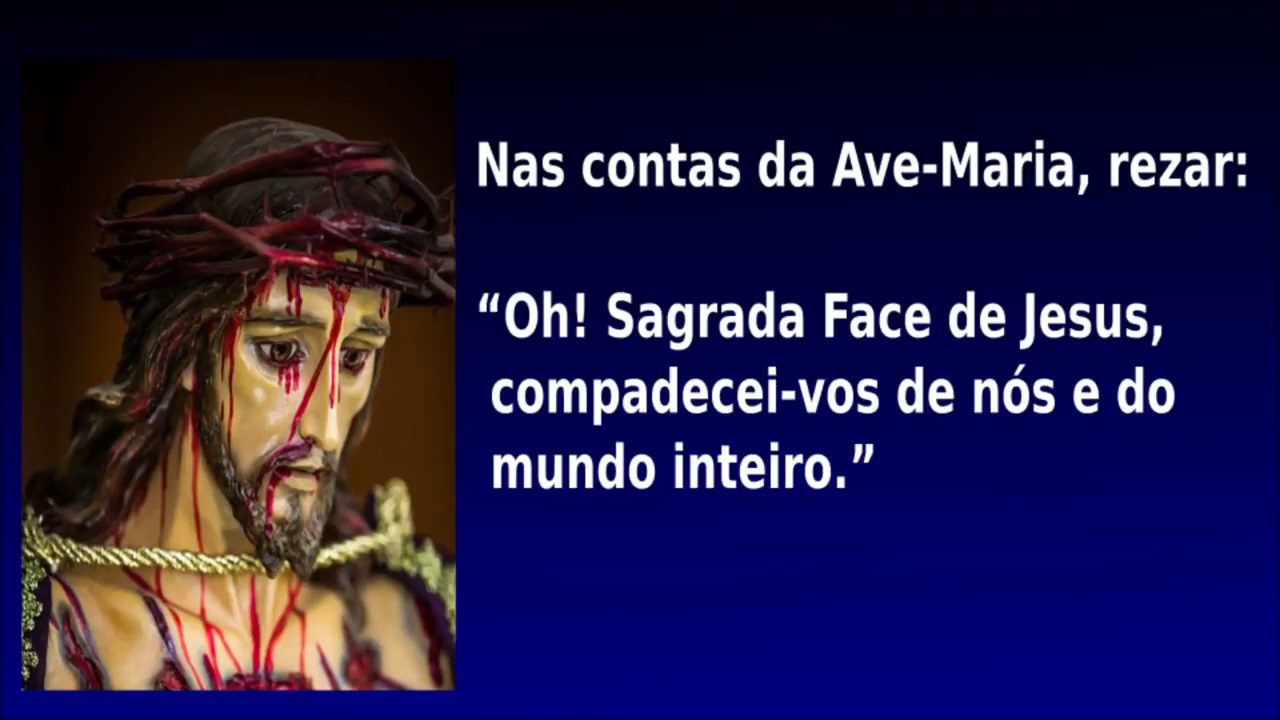 Nas contas da Ave-Maria, rezar:
“Oh! Sagrada Face de Jesus,
compadecei-vos de nós e do
mundo inteiro.”